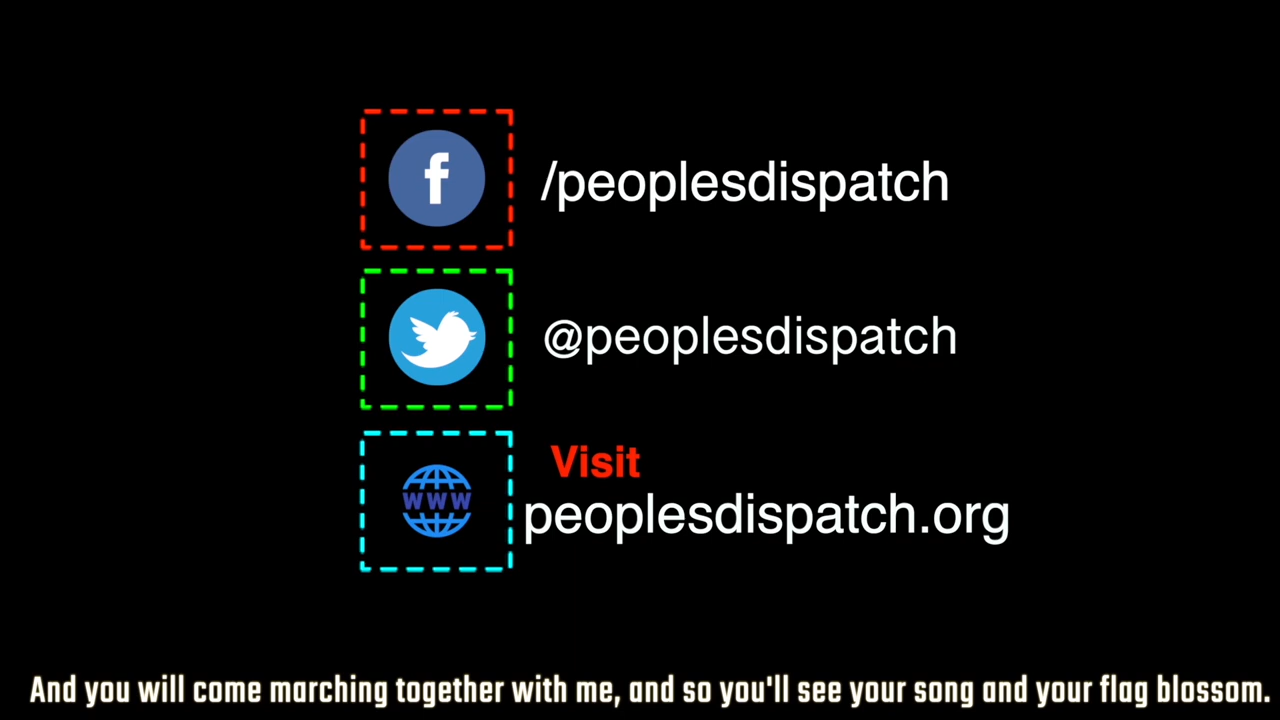 f
/peoplesdispatch
@peoplesdispatch
Visit
www
peoplesdispatch.org
And you will come marching together with me, and so you'll see your song and your flag blossom.